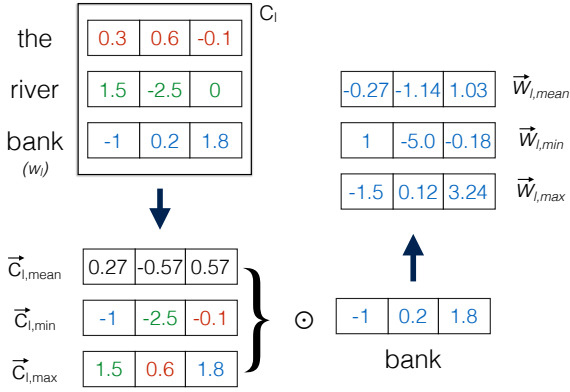 C_l
the 0.3 0.6 -0.1
river 1.5 -2.5 0
bank -1 0.2 1.8
(w_l)
-0.27 -1.14 1.03 W_l,mean
1 -5.0 -0.18 W_l,min
-1.5 0.12 3.24 W_l,max
C_l,mean 0.27 -0.57 0.57
C_l,min -1 -2.5 -0.1
C_l,max 1.5 0.6 1.8
⊙
-1 0.2 1.8
bank